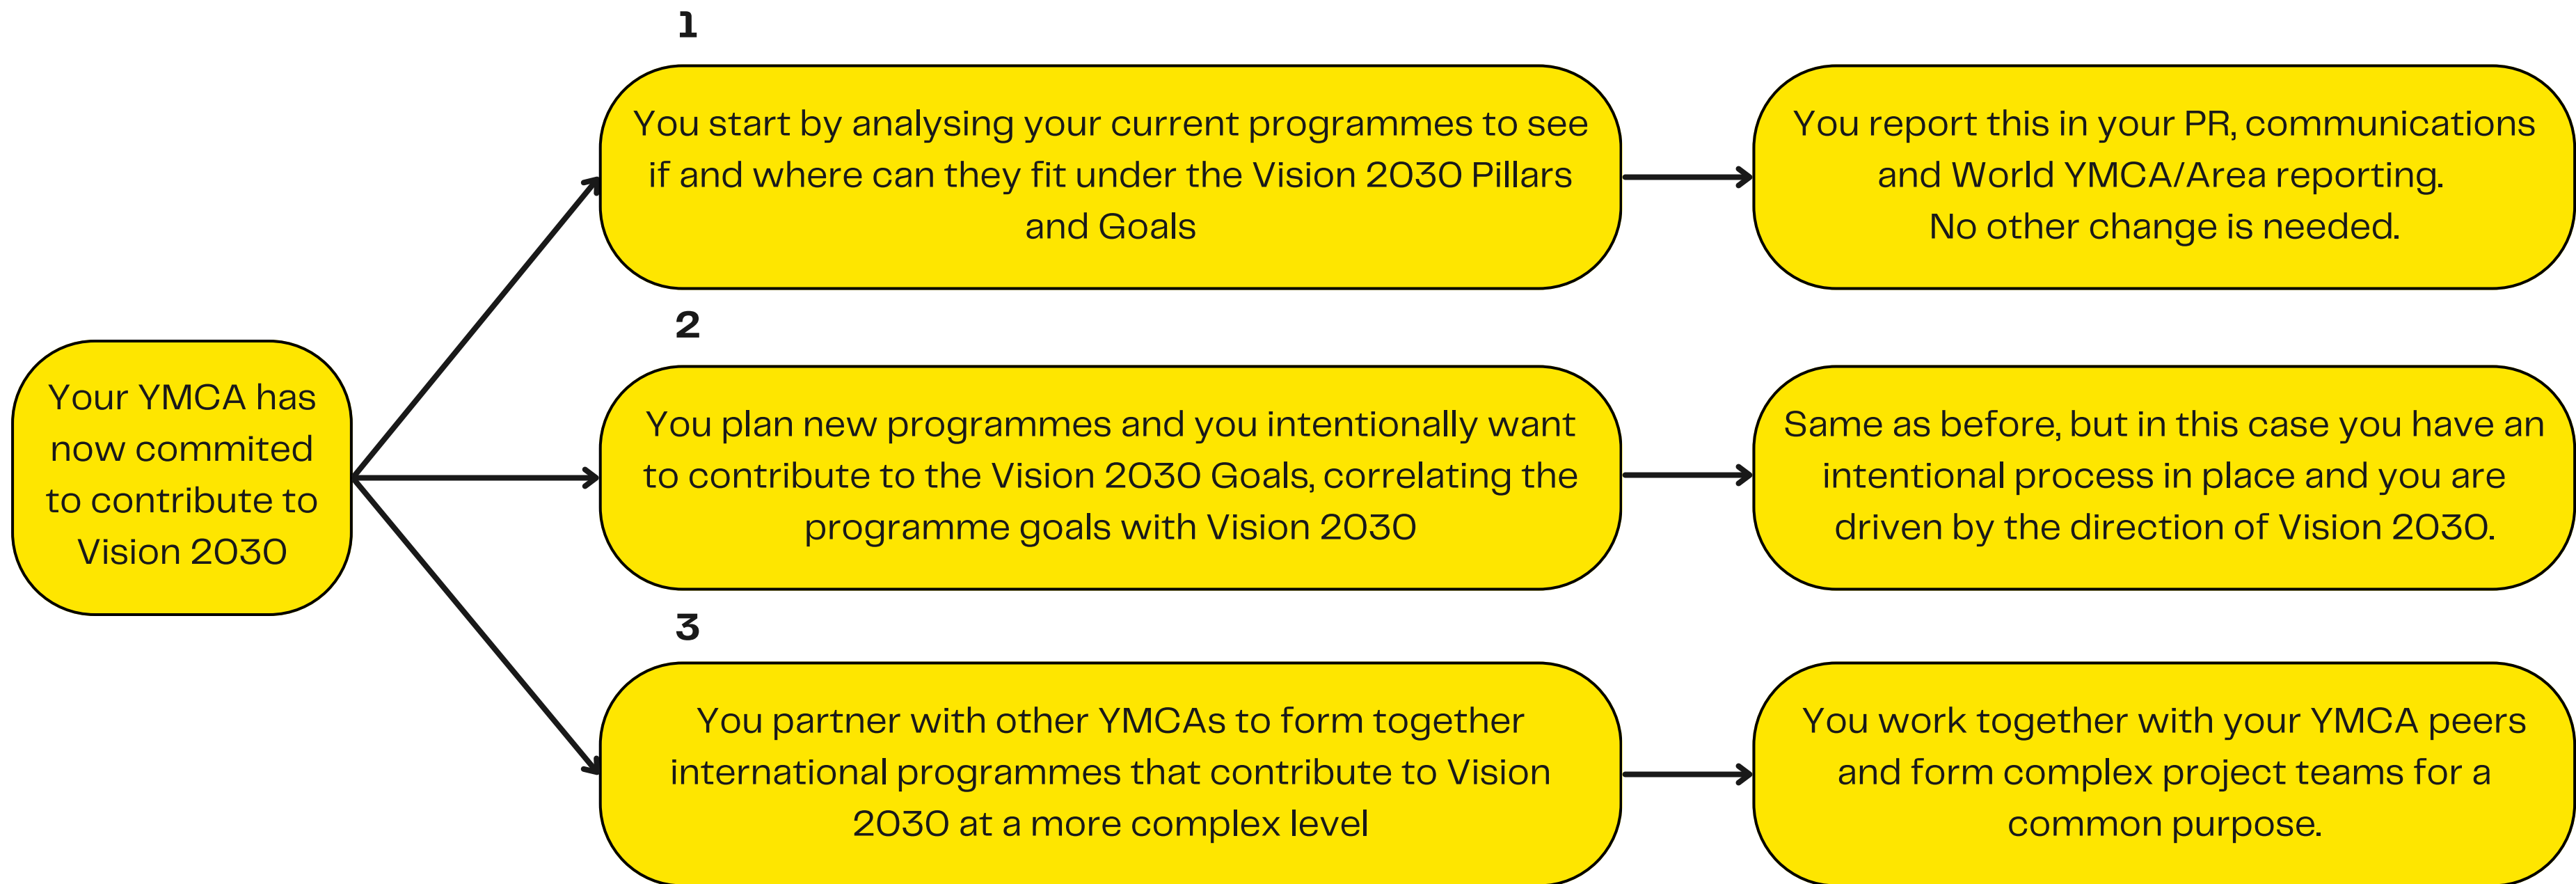 Your YMCA has
now commited
to contribute to
Vision 2030
1
You start by analysing your current programmes to see
if and where can they fit under the Vision 2030 Pillars
and Goals
You report this in your PR, communications
and World YMCA/Area reporting.
No other change is needed.
2
You plan new programmes and you intentionally want
to contribute to the Vision 2030 Goals, correlating the
programme goals with Vision 2030
Same as before, but in this case you have an
intentional process in place and you are
driven by the direction of Vision 2030.
3
You partner with other YMCAs to form together
international programmes that contribute to Vision
2030 at a more complex level
You work together with your YMCA peers
and form complex project teams for a
common purpose.